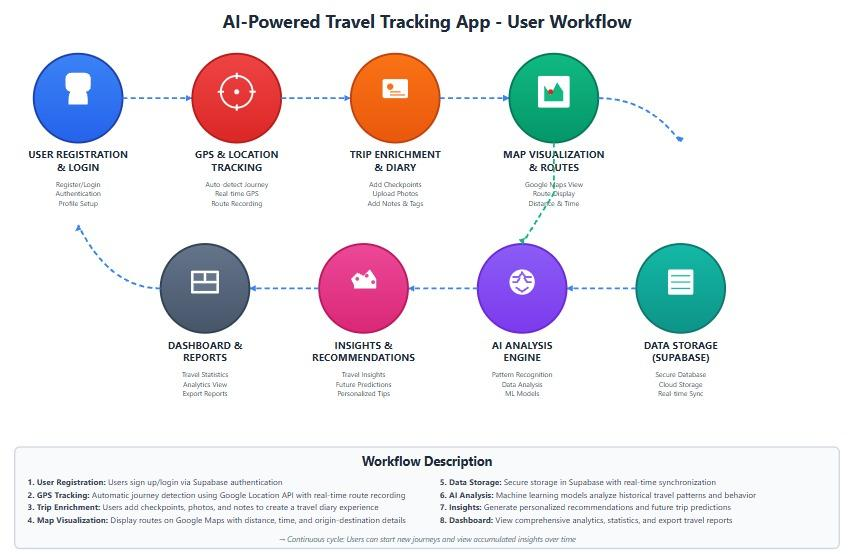 AI-Powered Travel Tracking App - User Workflow
USER REGISTRATION
& LOGIN
Register/Login
Authentication
Profile Setup
GPS & LOCATION
TRACKING
Auto-detect Journey
Real-time GPS
Route Recording
TRIP ENRICHMENT
& DIARY
Add Checkpoints
Upload Photos
Add Notes & Tags
MAP VISUALIZATION
& ROUTES
Google Maps View
Route Display
Distance & Time
DASHBOARD &
REPORTS
Travel Statistics
Analytics View
Export Reports
INSIGHTS &
RECOMMENDATIONS
Travel Insights
Future Predictions
Personalized Tips
AI ANALYSIS
ENGINE
Pattern Recognition
Data Analysis
ML Models
DATA STORAGE
(SUPABASE)
Secure Database
Cloud Storage
Real-time Sync
Workflow Description
1. User Registration: Users sign up/login via Supabase authentication
2. GPS Tracking: Automatic journey detection using Google Location API with real-time route recording
3. Trip Enrichment: Users add checkpoints, photos, and notes to create a travel diary experience
4. Map Visualization: Display routes on Google Maps with distance, time, and origin-destination details
5. Data Storage: Secure storage in Supabase with real-time synchronization
6. AI Analysis: Machine learning models analyze historical travel patterns and behavior
7. Insights: Generate personalized recommendations and future trip predictions
8. Dashboard: View comprehensive analytics, statistics, and export travel reports
→ Continuous cycle: Users can start new journeys and view accumulated insights over time